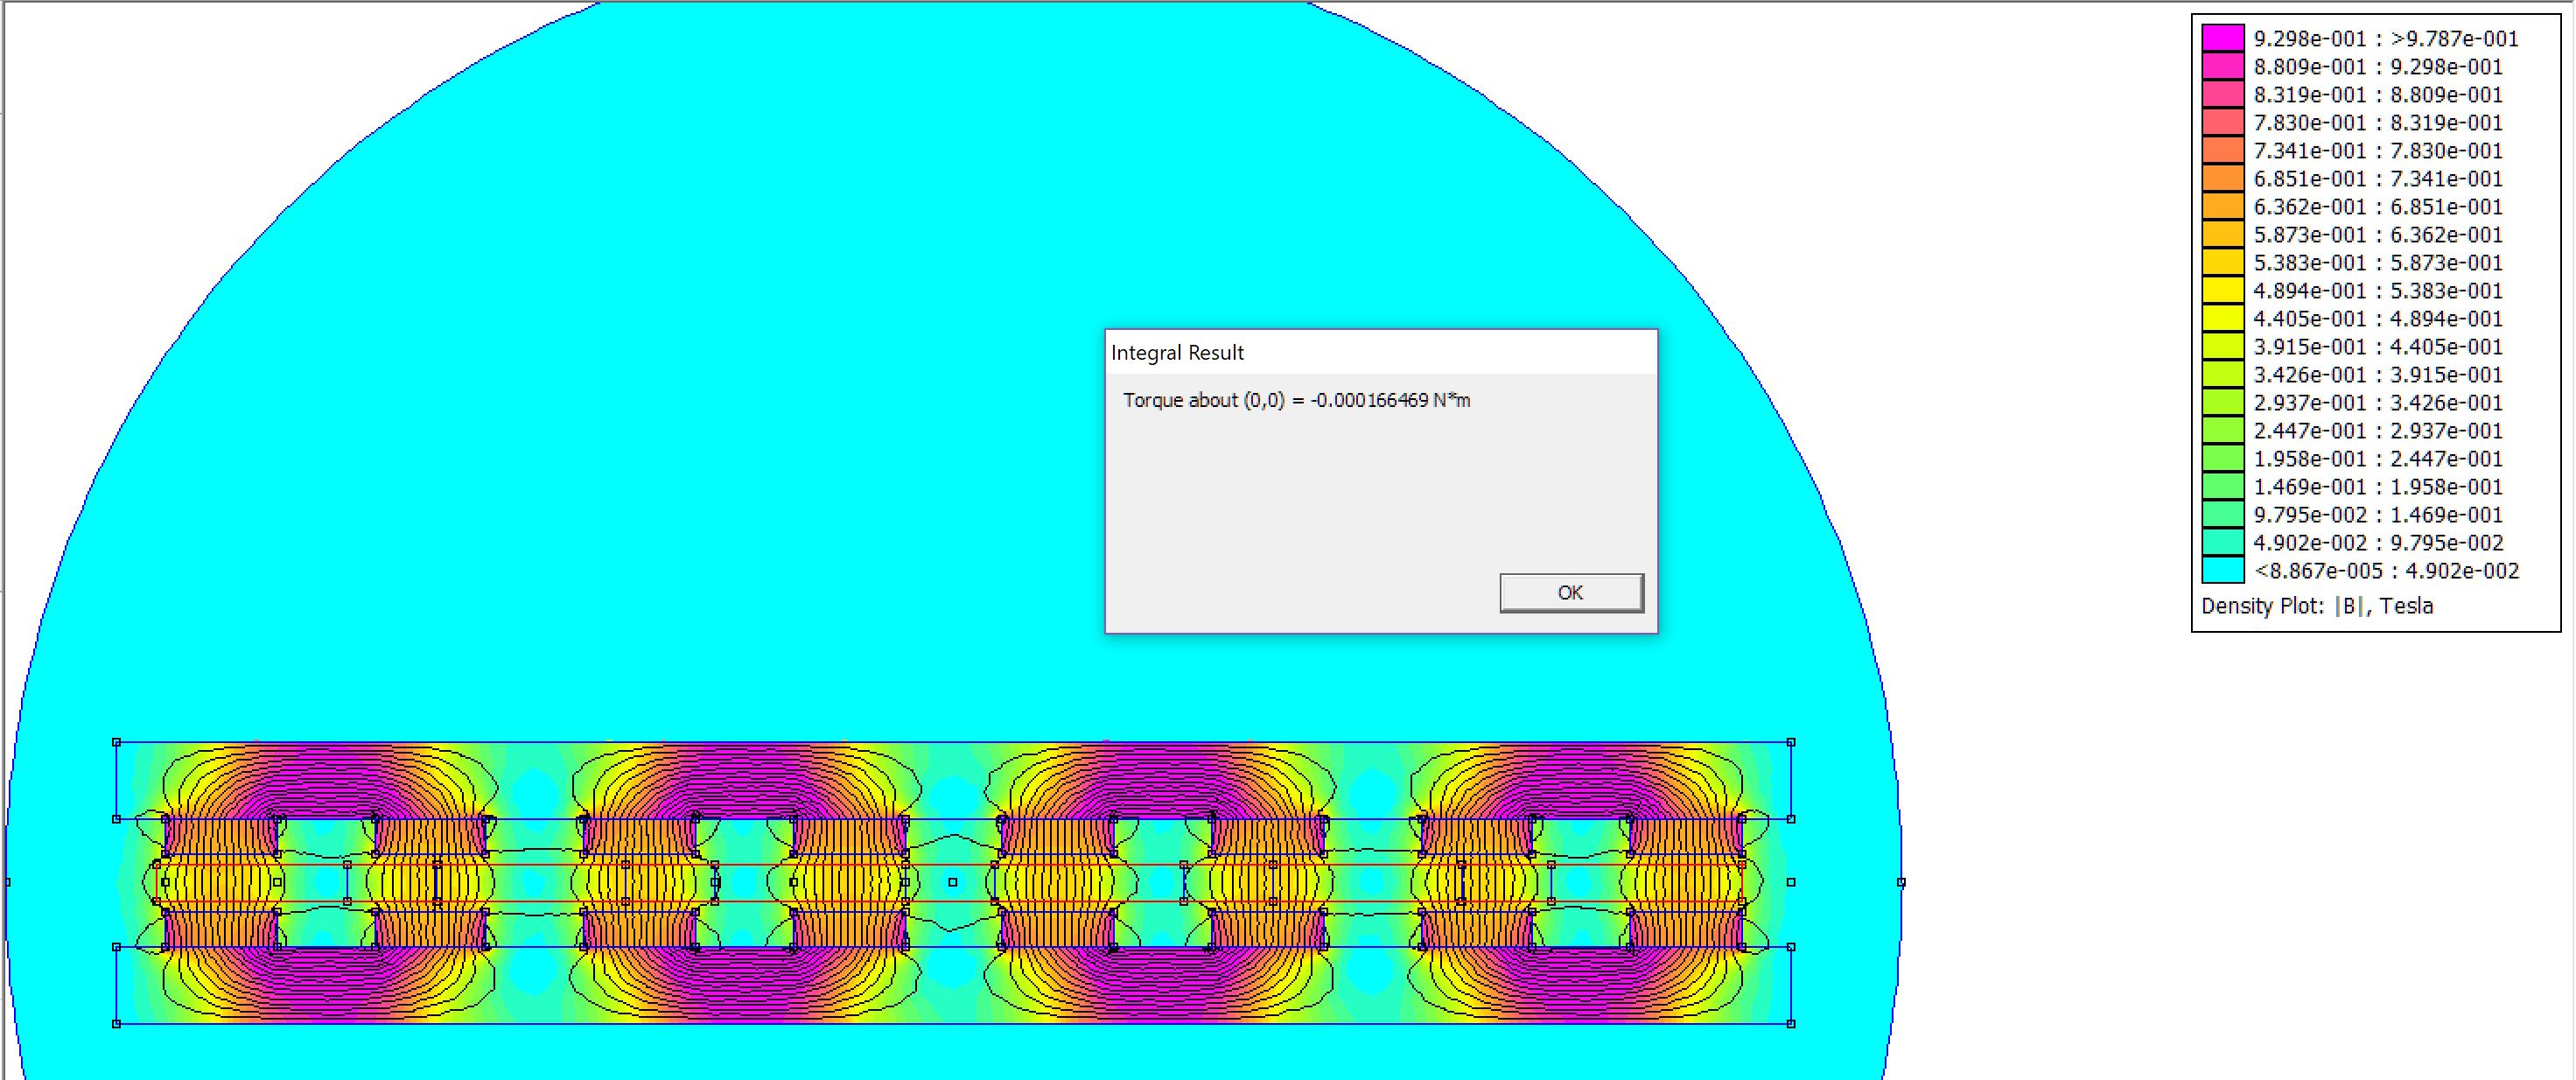 9.298e-001 : >9.787e-001
8.809e-001 : 9.298e-001
8.319e-001 : 8.809e-001
7.830e-001 : 8.319e-001
7.341e-001 : 7.830e-001
6.851e-001 : 7.341e-001
6.362e-001 : 6.851e-001
5.873e-001 : 6.362e-001
5.383e-001 : 5.873e-001
4.894e-001 : 5.383e-001
4.405e-001 : 4.894e-001
3.915e-001 : 4.405e-001
3.426e-001 : 3.915e-001
2.937e-001 : 3.426e-001
2.447e-001 : 2.937e-001
1.958e-001 : 2.447e-001
1.469e-001 : 1.958e-001
9.795e-002 : 1.469e-001
4.902e-002 : 9.795e-002
<8.867e-005 : 4.902e-002
Density Plot: |B|, Tesla
Integral Result
Torque about (0,0) = -0.000166469 N*m
OK